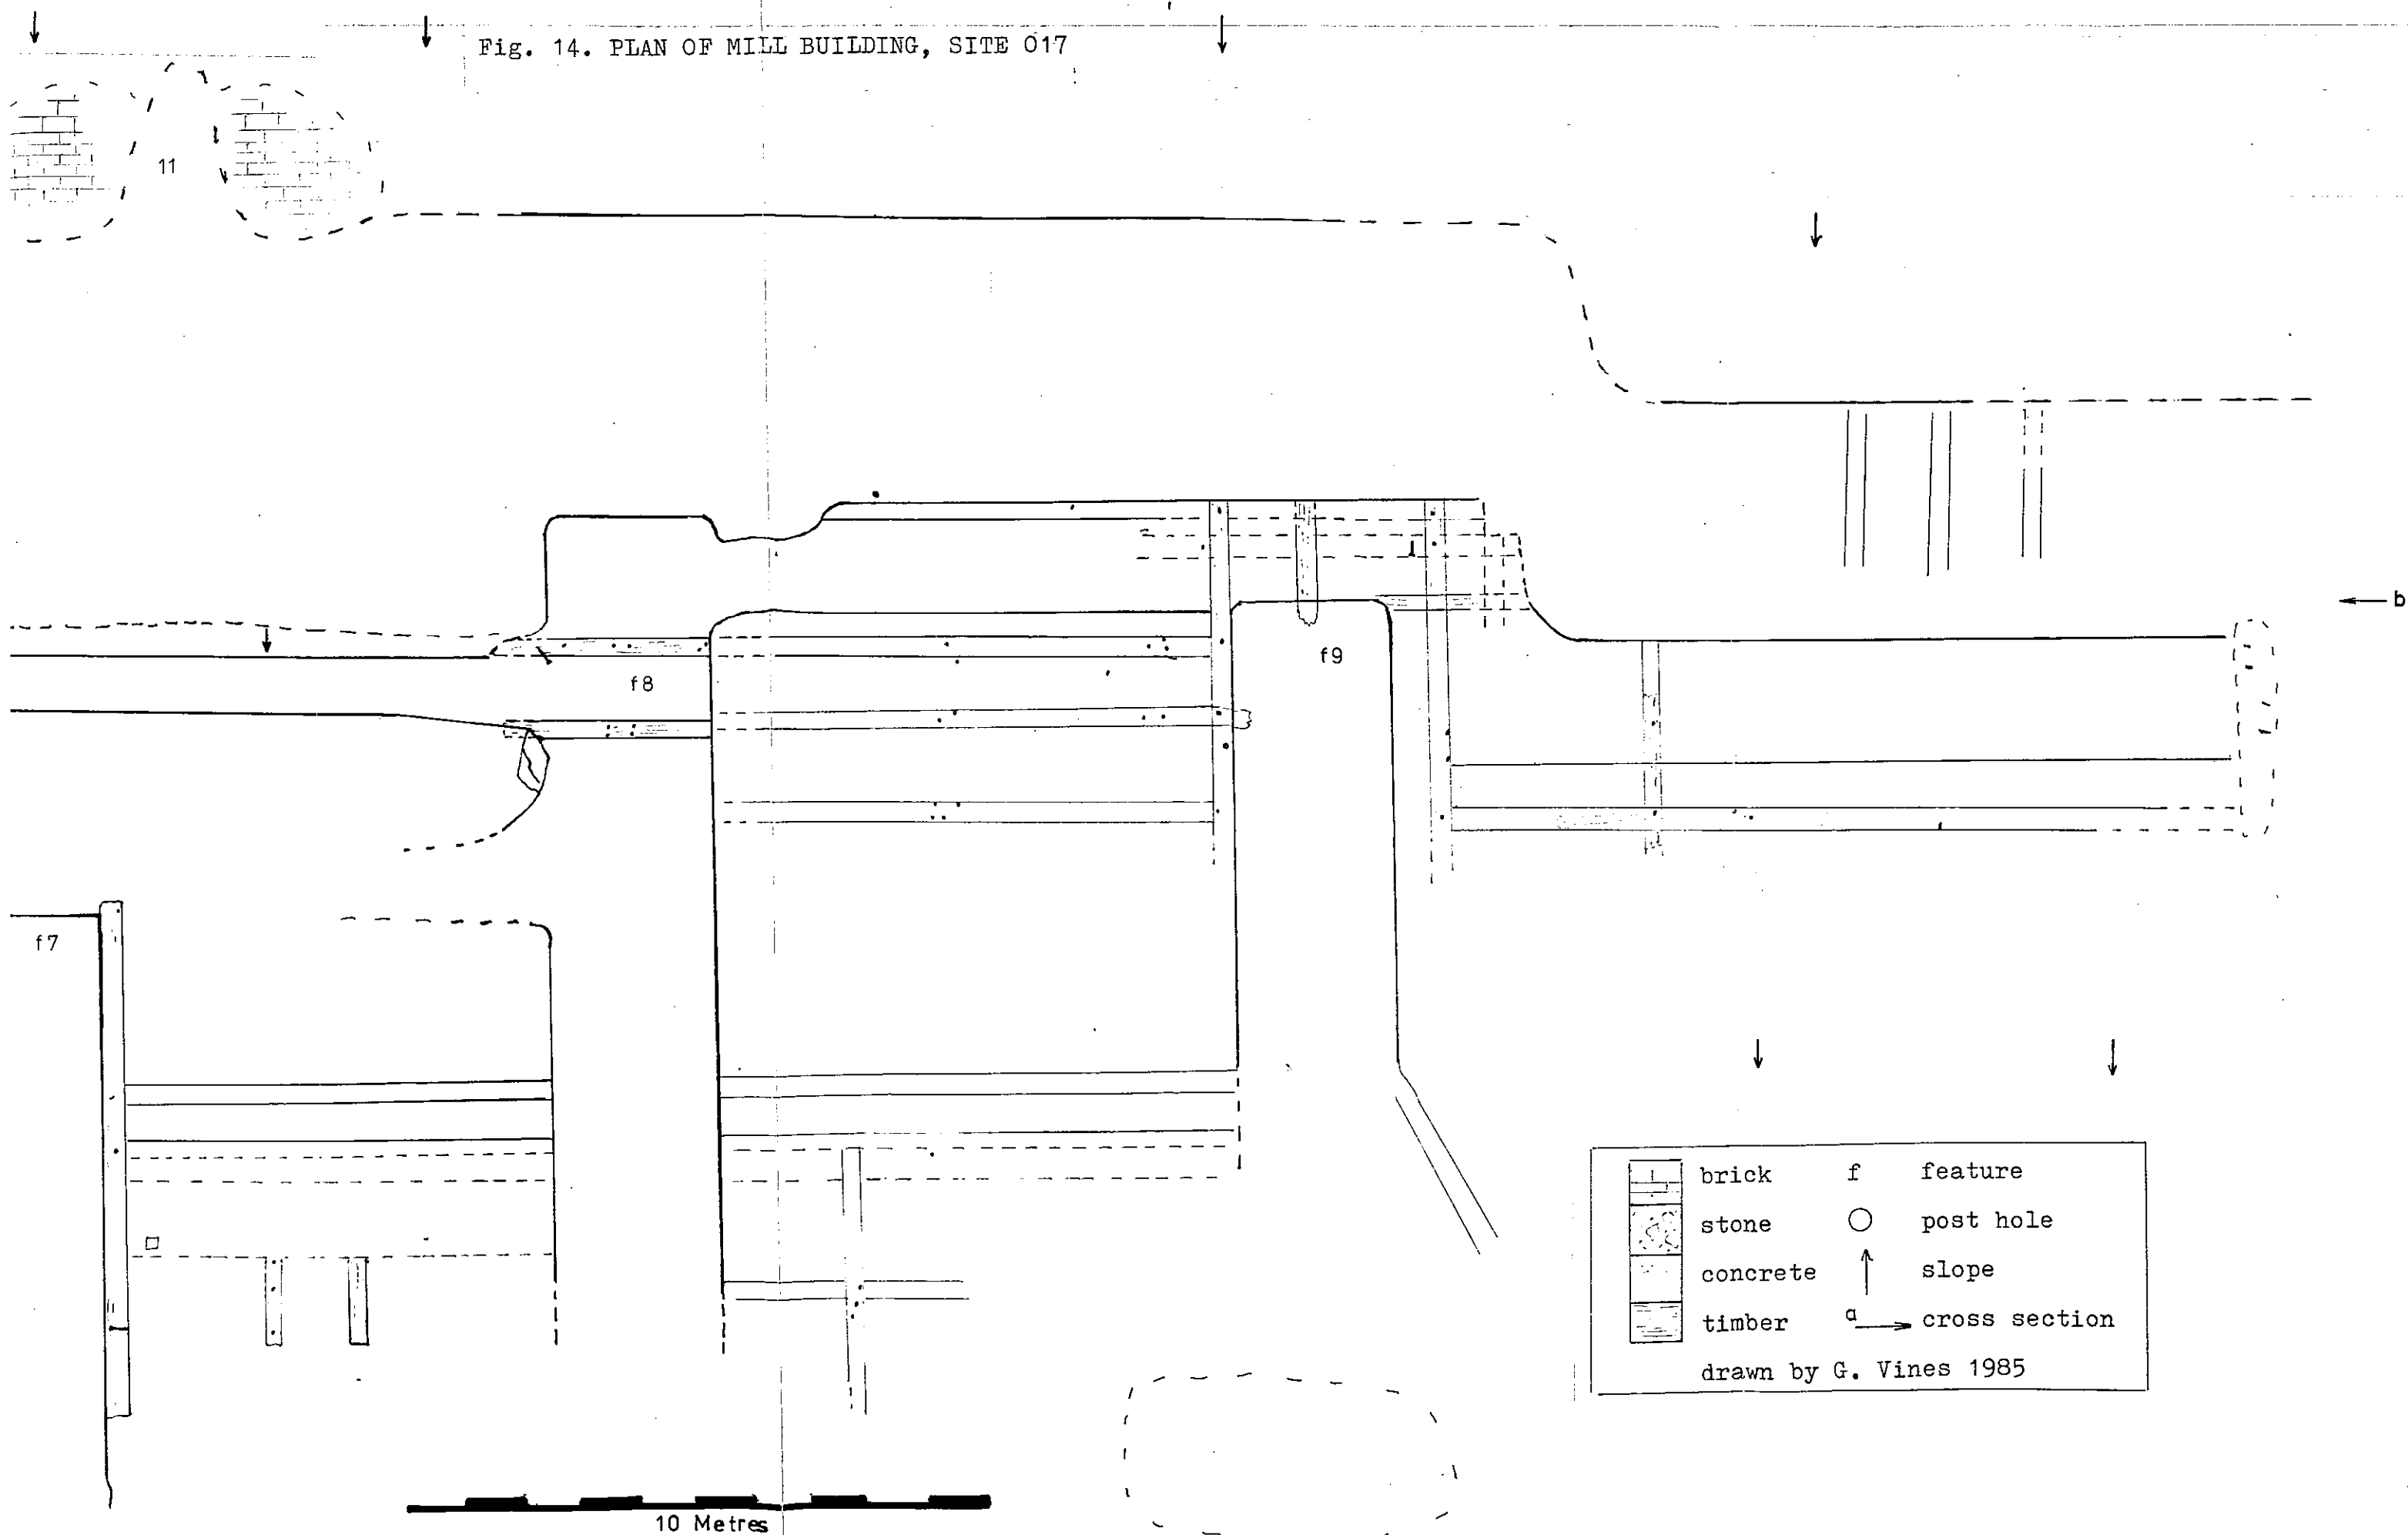 Fig. 14. PLAN OF MILL BUILDING, SITE 017
11
b
f9
f8
f7
brick f feature
stone post hole
concrete slope
timber a cross section
drawn by G. Vines 1985
10 Metres